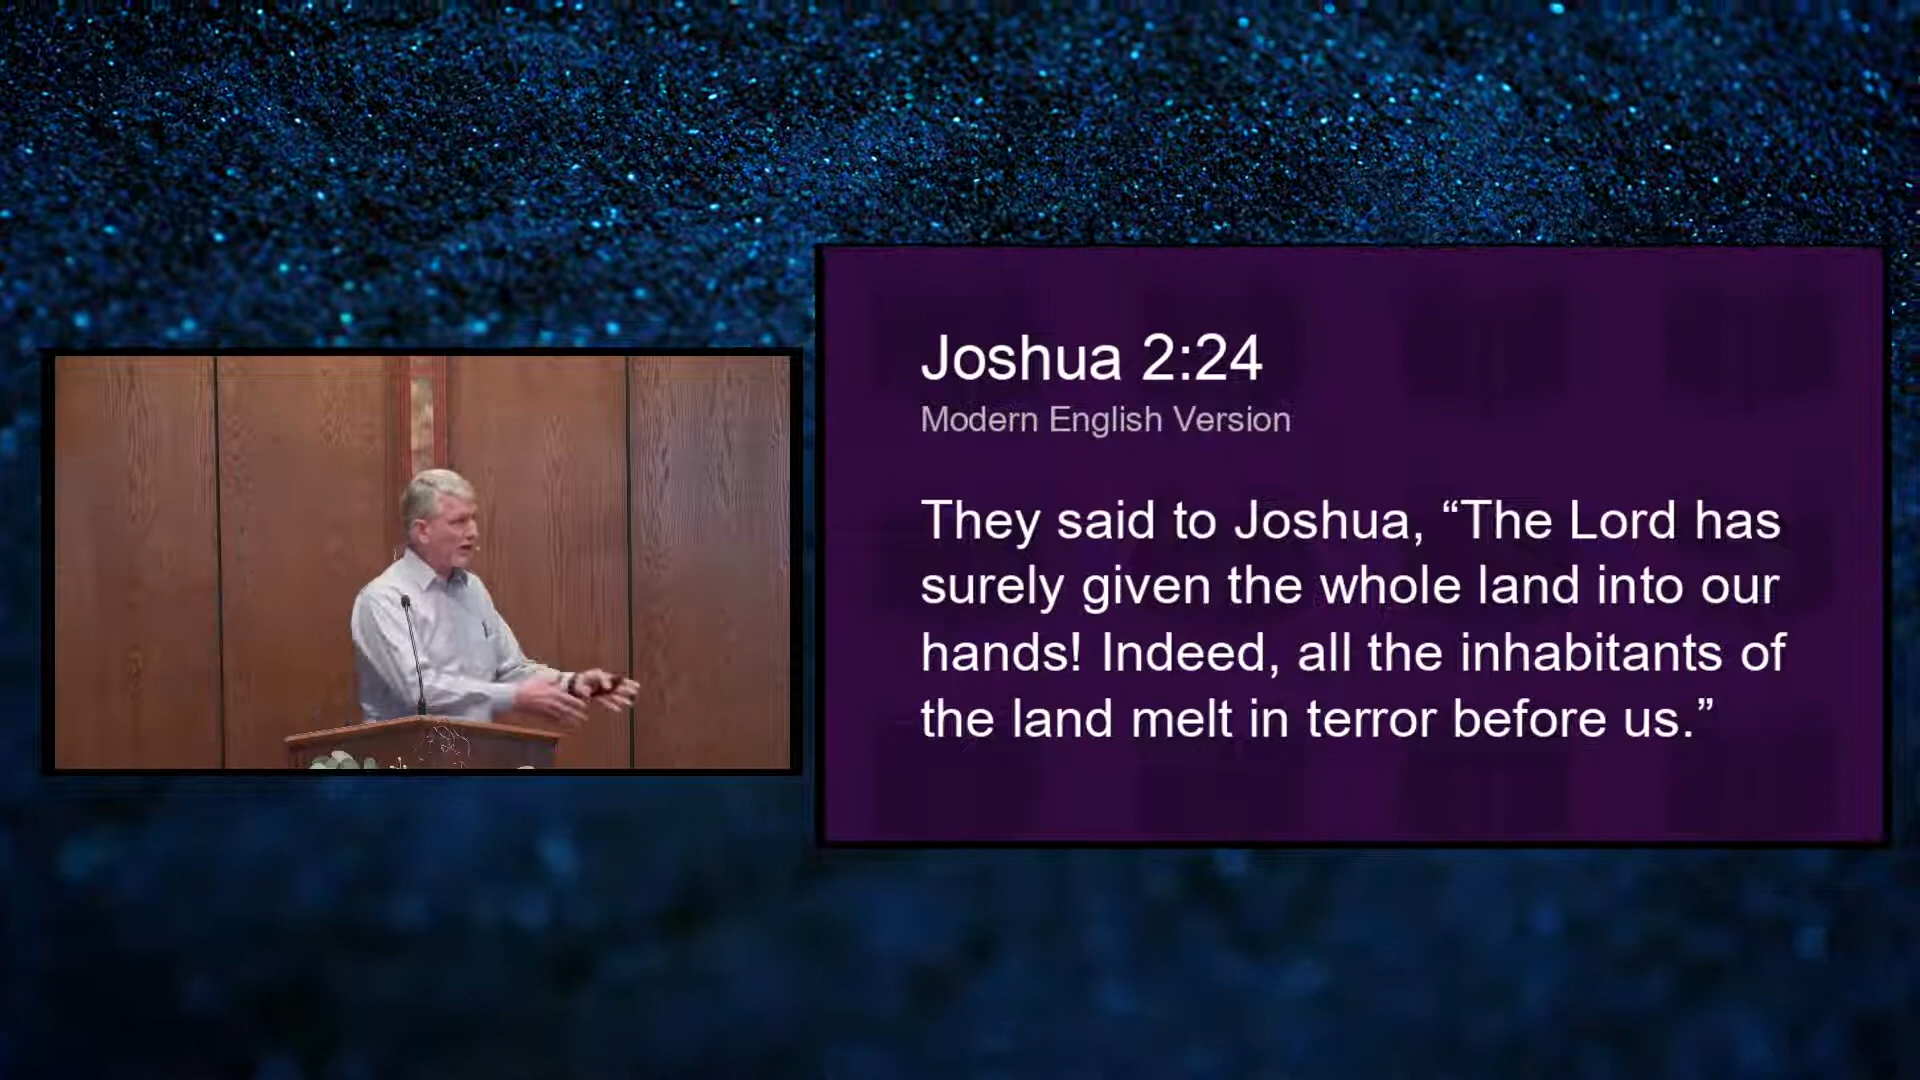 Joshua 2:24
Modern English Version
They said to Joshua, “The Lord has
surely given the whole land into our
hands! Indeed, all the inhabitants of
the land melt in terror before us.”